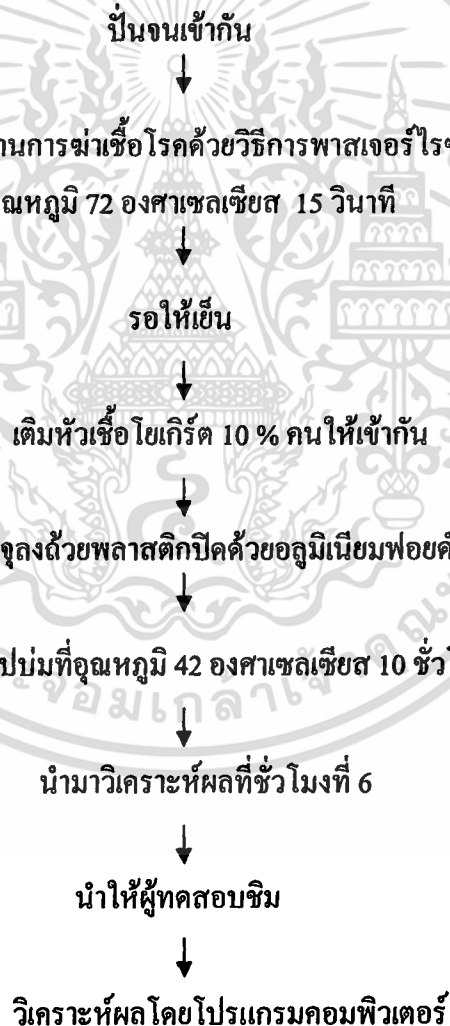 ปั่นจนเข้ากัน
านการฆ่าเชื้อโรคด้วยวิธีการพาสเจอร์ไรซ
ณหภูมิ 72 องศาเซลเซียส 15 วินาที
รอให้เย็น
เติมหัวเชื้อโยเกิร์ต 10 % คนให้เข้ากัน
จุลงถ้วยพลาสติกปิดด้วยอลูมิเนียมฟอยด์
ปบ่มที่อุณหภูมิ 42 องศาเซลเซียส 10 ชั่วโ
นำมาวิเคราะห์ผลที่ชั่วโมงที่ 6
นำให้ผู้ทดสอบชิม
วิเคราะห์ผลโดยโปรแกรมคอมพิวเตอร์